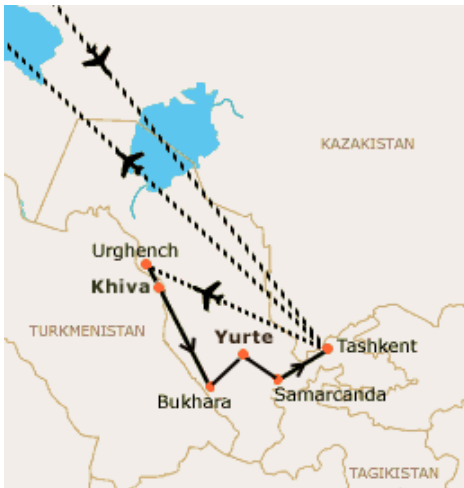 KAZAKISTAN
Urghench
Khiva
TURKMENISTAN
Yurte
Tashkent
Bukhara
Samarcanda
TAGIKISTAN